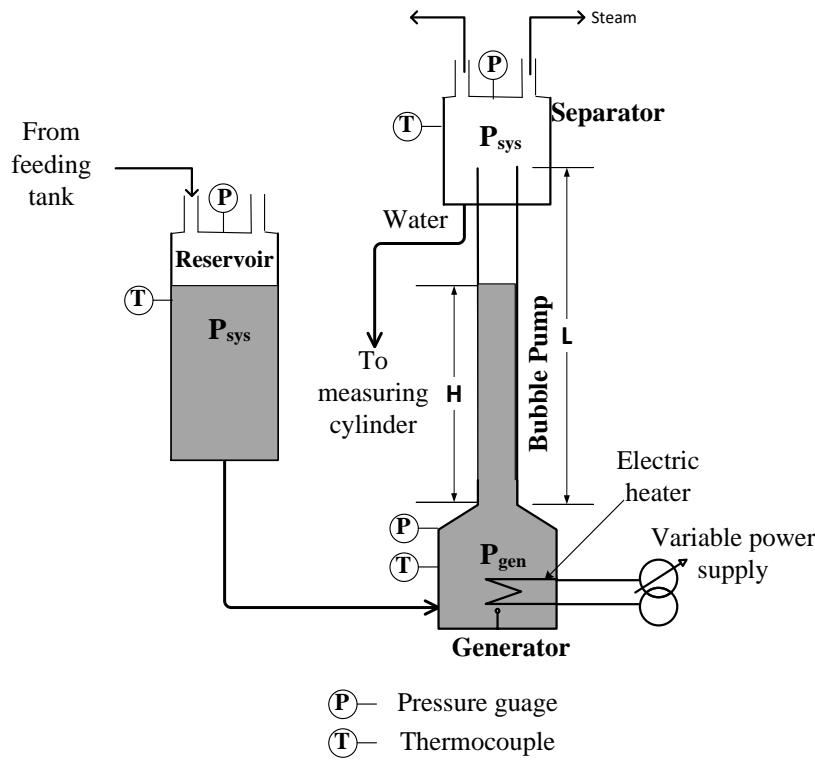 Steam
P
Separator
T
P_sys
From
feeding
tank
P
Water
Reservoir
T
P_sys
To
measuring
cylinder
H
L
Bubble Pump
Electric
heater
P
T
P_gen
Variable power
supply
Generator
P Pressure guage
T Thermocouple